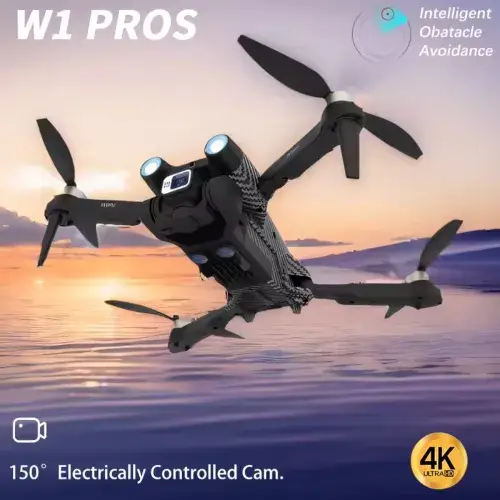 W1 PROS
Intelligent
Obatacle
Avoidance
150° Electrically Controlled Cam.
4K
ULTRA HD